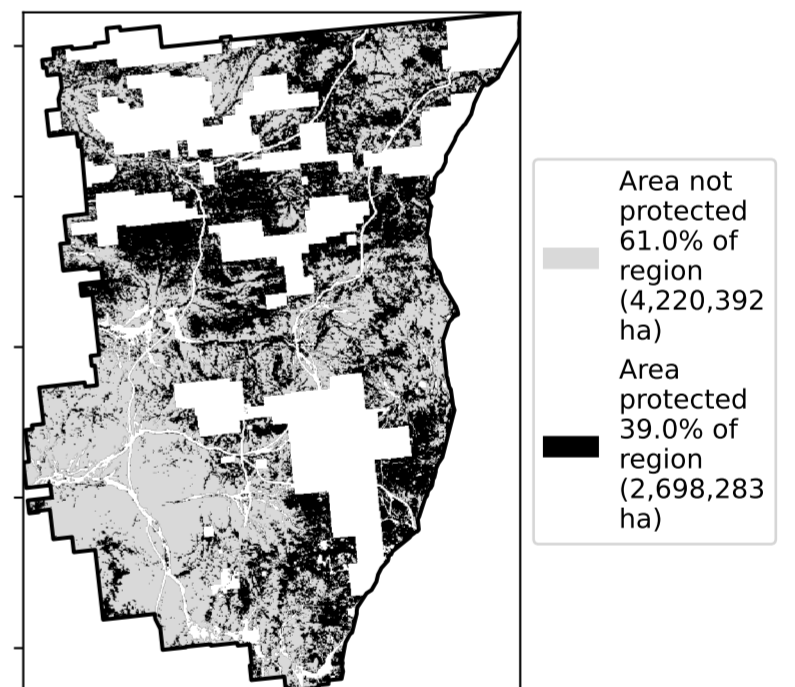 Area not
protected
61.0% of
region
(4,220,392
ha)
Area
protected
39.0% of
region
(2,698,283
ha)